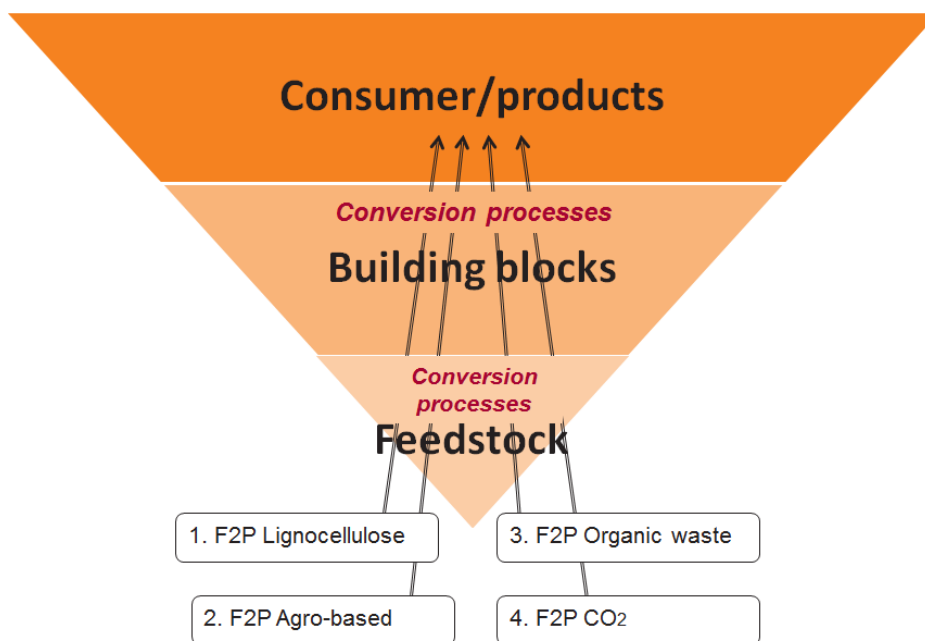 Consumer/products
Conversion processes
Building blocks
Conversion
processes
Feedstock
1. F2P Lignocellulose
3. F2P Organic waste
2. F2P Agro-based
4. F2P CO2